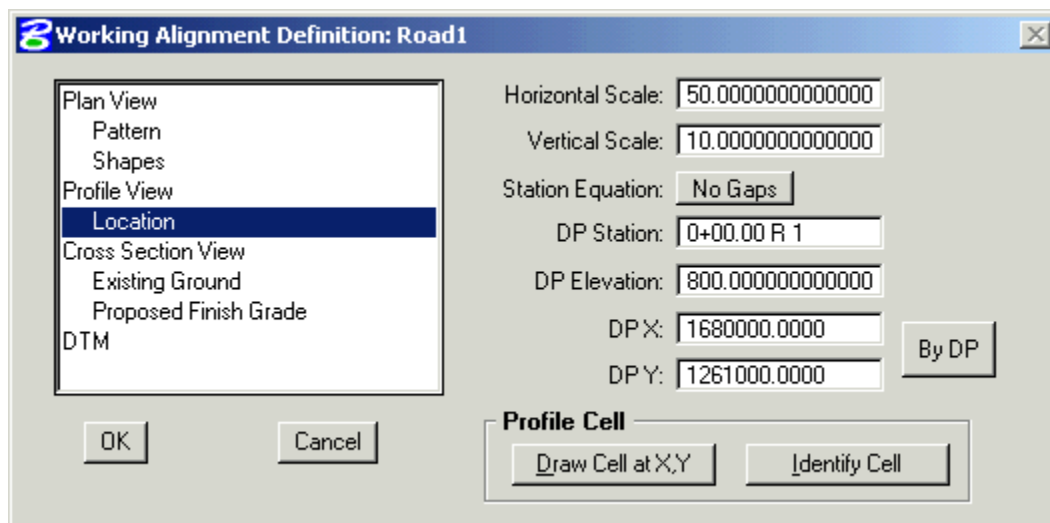 Working Alignment Definition: Road1
Plan View
Pattern
Shapes
Profile View
Location
Cross Section View
Existing Ground
Proposed Finish Grade
DTM
OK
Cancel
Horizontal Scale: 50.0000000000000
Vertical Scale: 10.0000000000000
Station Equation: No Gaps
DP Station: 0+00.00 R 1
DP Elevation: 800.000000000000
DP X: 1680000.0000
DP Y: 1261000.0000
By DP
Profile Cell
Draw Cell at X,Y
Identify Cell